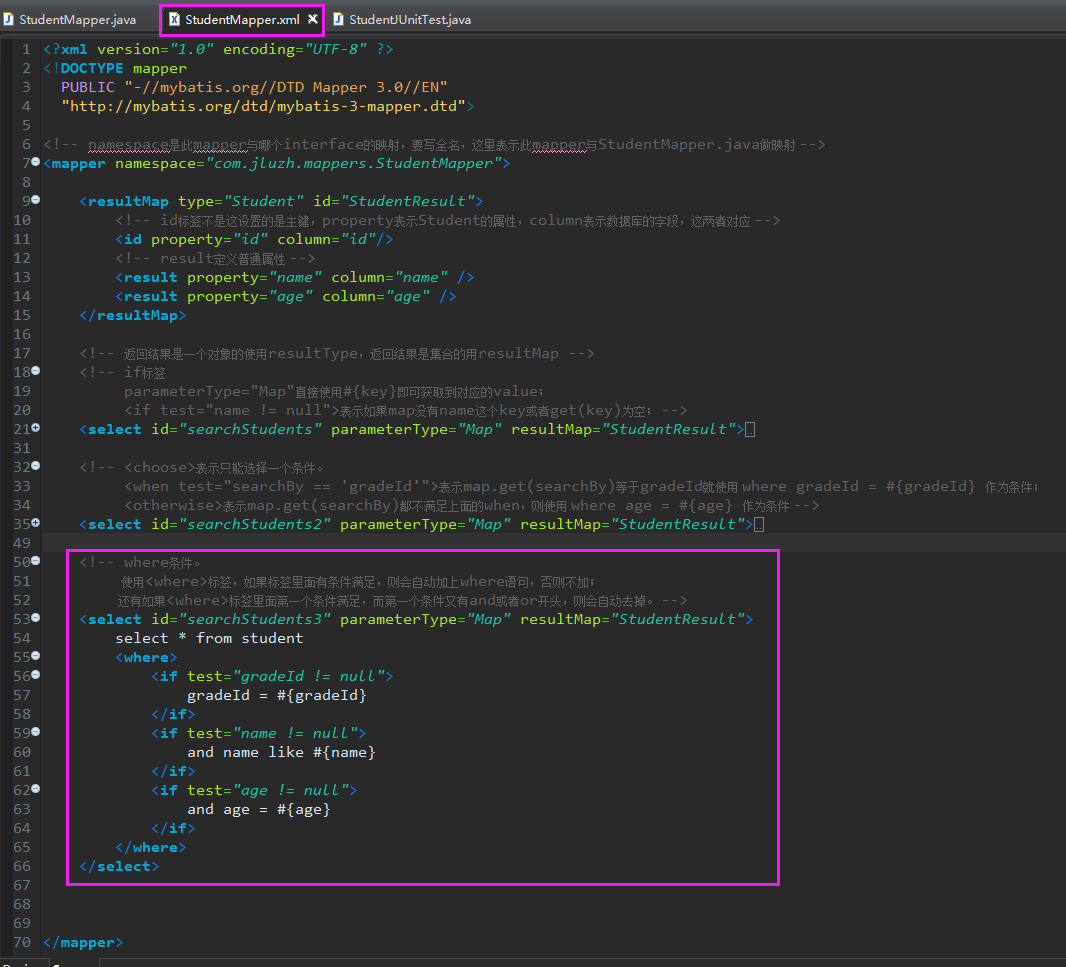 StudentMapper.java
StudentMapper.xml
StudentJUnitTest.java
1 <?xml version="1.0" encoding="UTF-8" ?>
2 <!DOCTYPE mapper
3 PUBLIC "-//mybatis.org//DTD Mapper 3.0//EN"
4 "http://mybatis.org/dtd/mybatis-3-mapper.dtd">
5
6 <!-- namespace是此mapper与哪个interface的映射，要写全名，这里表示此mapper与StudentMapper.java做映射 -->
7 <mapper namespace="com.jluzh.mappers.StudentMapper">
8
9 <resultMap type="Student" id="StudentResult">
10 <!-- id标签不是这设置的是主键，property表示Student的属性，column表示数据库的字段，这两者对应 -->
11 <id property="id" column="id"/>
12 <!-- result定义普通属性 -->
13 <result property="name" column="name" />
14 <result property="age" column="age" />
15 </resultMap>
16
17 <!-- 返回结果是一个对象的使用resultType，返回结果是集合的用resultMap -->
18 <!-- if标签
19 parameterType="Map"直接使用#{key}即可获取到对应的value；
20 <if test="name != null">表示如果map没有name这个key或者get(key)为空； -->
21 <select id="searchStudents" parameterType="Map" resultMap="StudentResult">
31
32 <!-- <choose>表示只能选择一个条件。
33 <when test="searchBy == 'gradeId'">表示map.get(searchBy)等于gradeId就使用 where gradeId = #{gradeId} 作为条件；
34 <otherwise>表示map.get(searchBy)都不满足上面的when，则使用 where age = #{age} 作为条件 -->
35 <select id="searchStudents2" parameterType="Map" resultMap="StudentResult">
49
50 <!-- where条件。
51 使用<where>标签，如果标签里面有条件满足，则会自动加上where语句，否则不加；
52 还有如果<where>标签里面第一个条件满足，而第一个条件又有and或者or开头，则会自动去掉。-->
53 <select id="searchStudents3" parameterType="Map" resultMap="StudentResult">
54 select * from student
55 <where>
56 <if test="gradeId != null">
57 gradeId = #{gradeId}
58 </if>
59 <if test="name != null">
60 and name like #{name}
61 </if>
62 <if test="age != null">
63 and age = #{age}
64 </if>
65 </where>
66 </select>
67
68
69
70 </mapper>